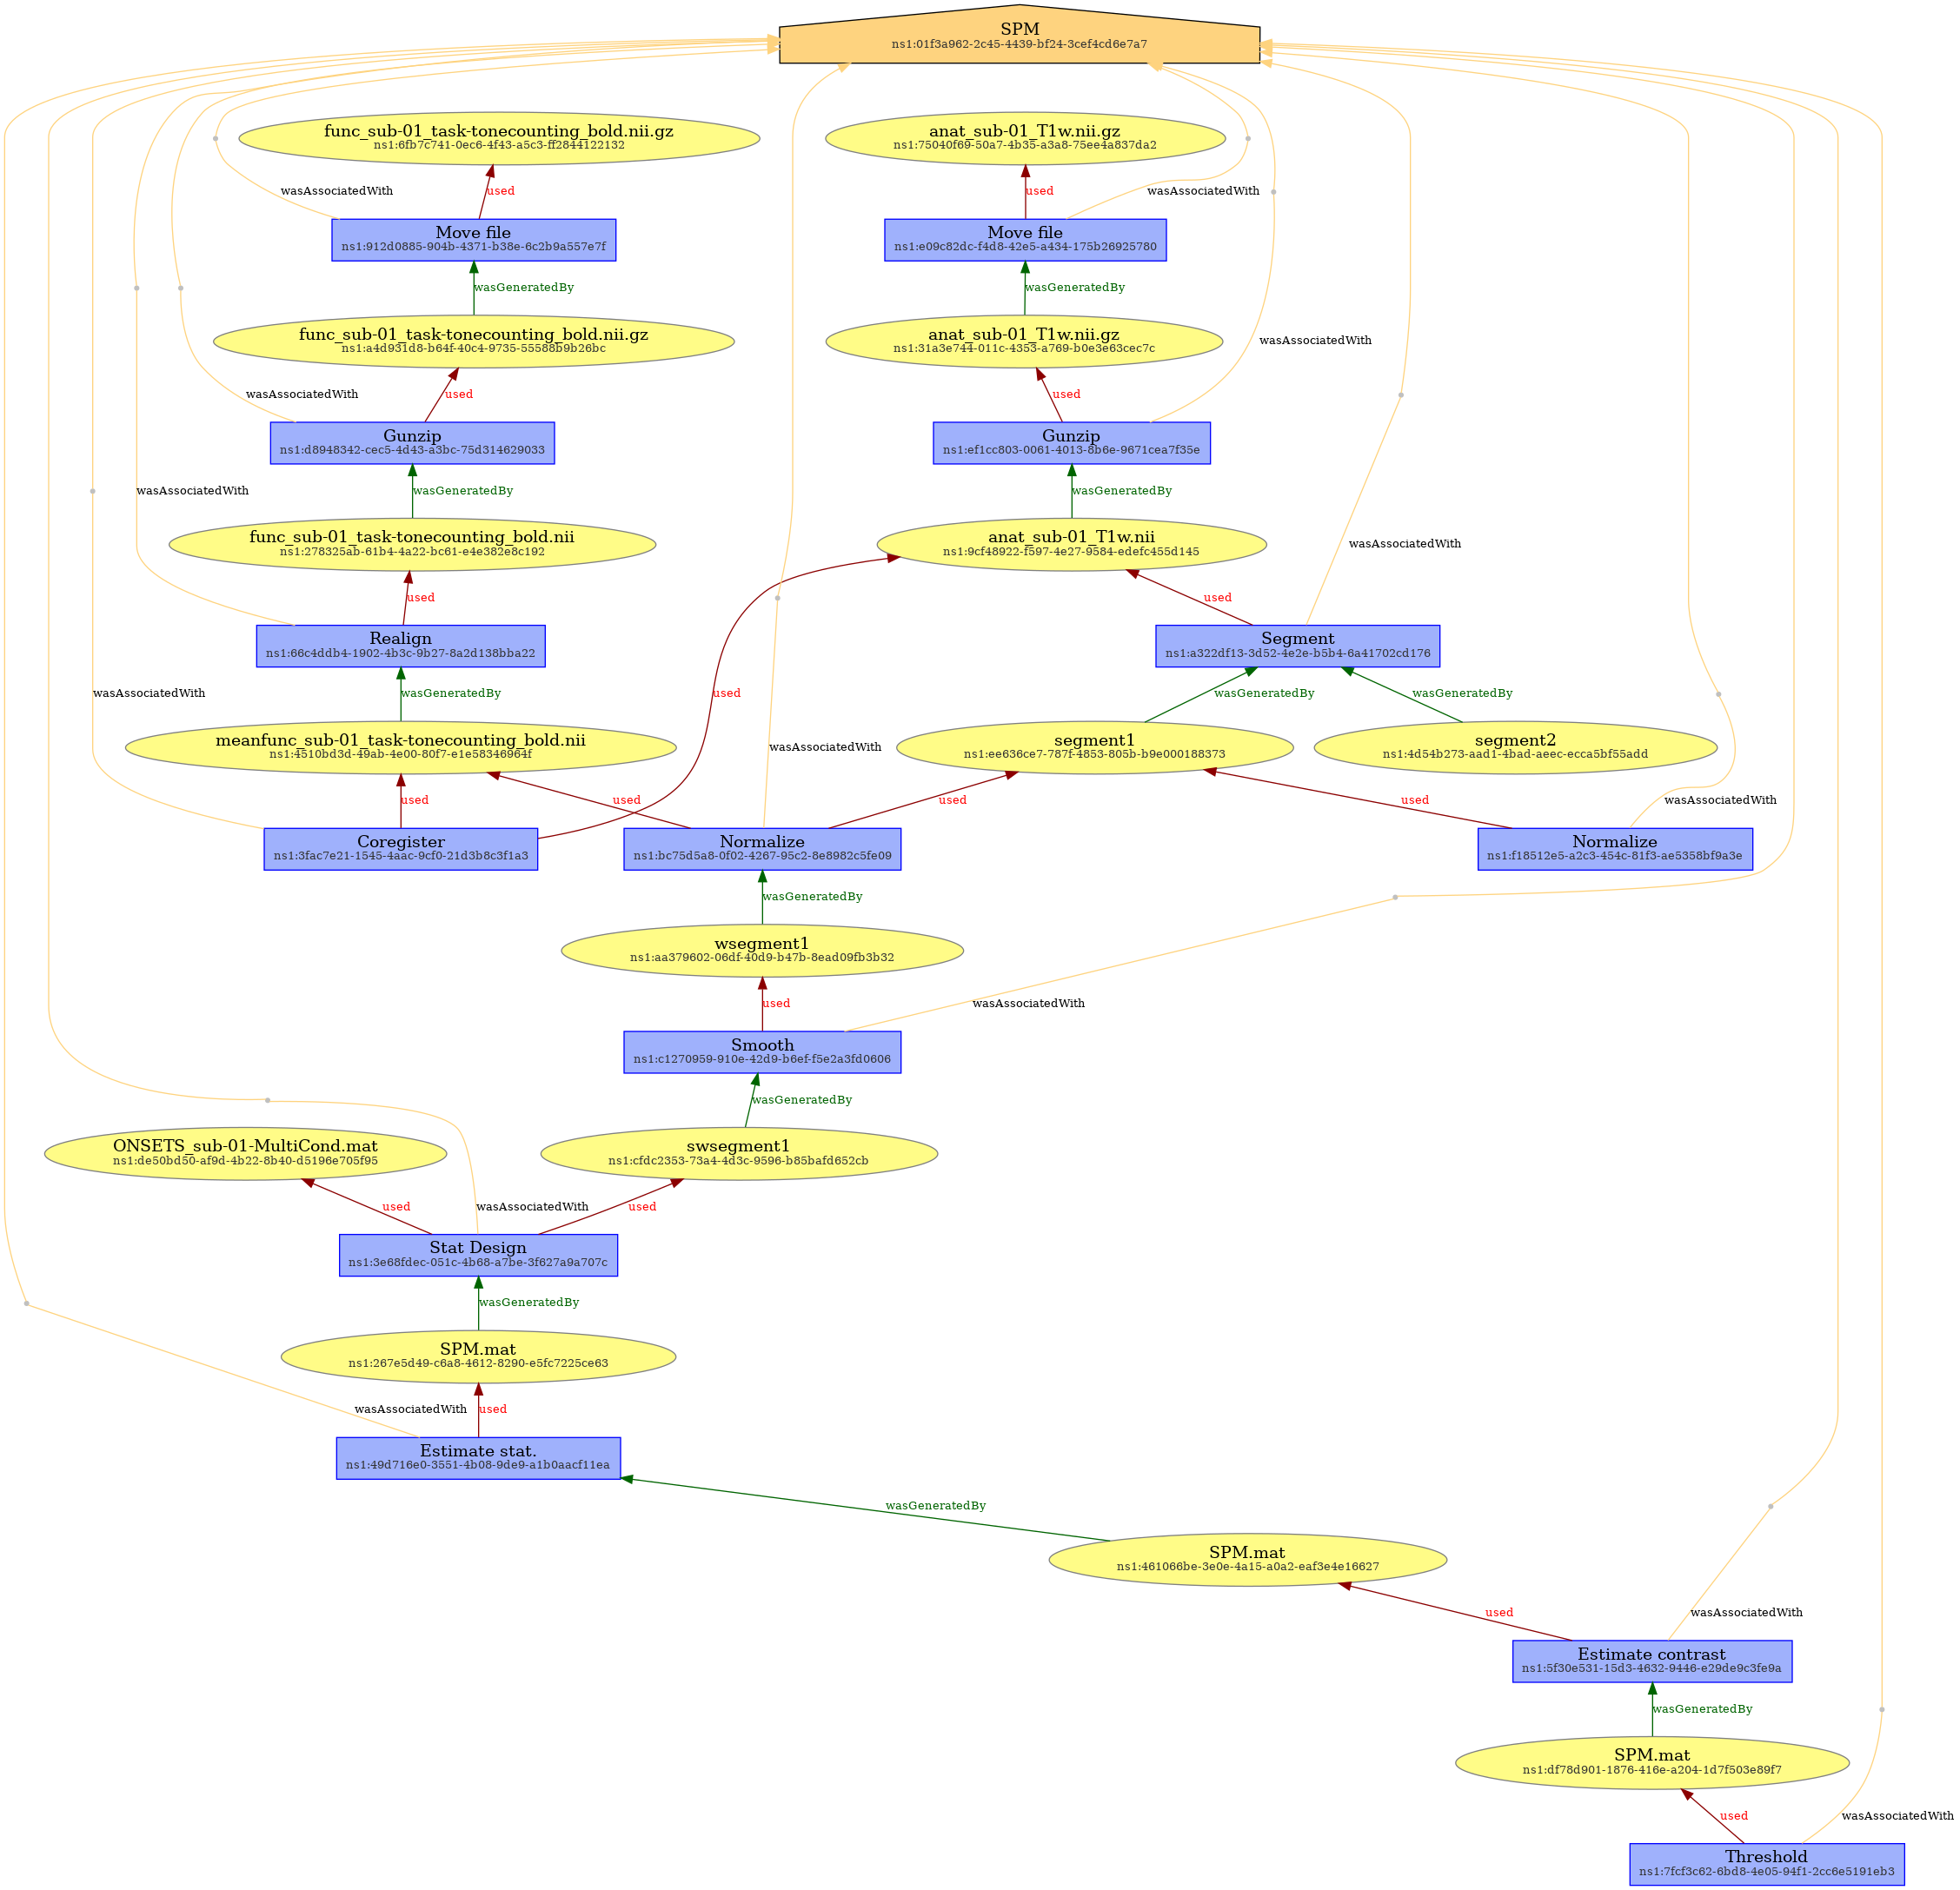 SPM
ns1:01f3a962-2c45-4439-bf24-3cef4cd6e7a7
func_sub-01_task-tonecounting_bold.nii.gz
ns1:6fb7c741-0ec6-4f43-a5c3-ff2844122132
anat_sub-01_T1w.nii.gz
ns1:75040f69-50a7-4b35-a3a8-75ee4a837da2
wasAssociatedWith
used
used
wasAssociatedWith
Move file
ns1:912d0885-904b-4371-b38e-6c2b9a557e7f
Move file
ns1:e09c82dc-f4d8-42e5-a434-175b26925780
wasGeneratedBy
wasGeneratedBy
func_sub-01_task-tonecounting_bold.nii.gz
ns1:a4d931d8-b64f-40c4-9735-55588b9b26bc
anat_sub-01_T1w.nii.gz
ns1:31a3e744-011c-4353-a769-b0e3e63cec7c
wasAssociatedWith
wasAssociatedWith
used
used
Gunzip
ns1:d8948342-cec5-4d43-a3bc-75d314629033
Gunzip
ns1:ef1cc803-0061-4013-8b6e-9671cea7f35e
wasAssociatedWith
wasGeneratedBy
wasGeneratedBy
func_sub-01_task-tonecounting_bold.nii
ns1:278325ab-61b4-4a22-bc61-e4e382e8c192
anat_sub-01_T1w.nii
ns1:9cf48922-f597-4e27-9584-edefc455d145
wasAssociatedWith
used
used
Realign
ns1:66c4ddb4-1902-4b3c-9b27-8a2d138bba22
Segment
ns1:a322df13-3d52-4e2e-b5b4-6a41702cd176
wasAssociatedWith
wasGeneratedBy
used
wasGeneratedBy
wasGeneratedBy
meanfunc_sub-01_task-tonecounting_bold.nii
ns1:4510bd3d-49ab-4e00-80f7-e1e58346964f
wasAssociatedWith
segment1
ns1:ee636ce7-787f-4853-805b-b9e000188373
segment2
ns1:4d54b273-aad1-4bad-aeec-ecca5bf55add
used
used
used
used
wasAssociatedWith
Coregister
ns1:3fac7e21-1545-4aac-9cf0-21d3b8c3f1a3
Normalize
ns1:bc75d5a8-0f02-4267-95c2-8e8982c5fe09
Normalize
ns1:f18512e5-a2c3-454c-81f3-ae5358bf9a3e
wasGeneratedBy
wsegment1
ns1:aa379602-06df-40d9-b47b-8ead09fb3b32
used
wasAssociatedWith
Smooth
ns1:c1270959-910e-42d9-b6ef-f5e2a3fd0606
wasGeneratedBy
ONSETS_sub-01-MultiCond.mat
ns1:de50bd50-af9d-4b22-8b40-d5196e705f95
swsegment1
ns1:cfdc2353-73a4-4d3c-9596-b85bafd652cb
used
wasAssociatedWith
used
Stat Design
ns1:3e68fdec-051c-4b68-a7be-3f627a9a707c
wasGeneratedBy
SPM.mat
ns1:267e5d49-c6a8-4612-8290-e5fc7225ce63
wasAssociatedWith
used
Estimate stat.
ns1:49d716e0-3551-4b08-9de9-a1b0aacf11ea
wasGeneratedBy
SPM.mat
ns1:461066be-3e0e-4a15-a0a2-eaf3e4e16627
used
wasAssociatedWith
Estimate contrast
ns1:5f30e531-15d3-4632-9446-e29de9c3fe9a
wasGeneratedBy
SPM.mat
ns1:df78d901-1876-416e-a204-1d7f503e89f7
used
wasAssociatedWith
Threshold
ns1:7fcf3c62-6bd8-4e05-94f1-2cc6e5191eb3